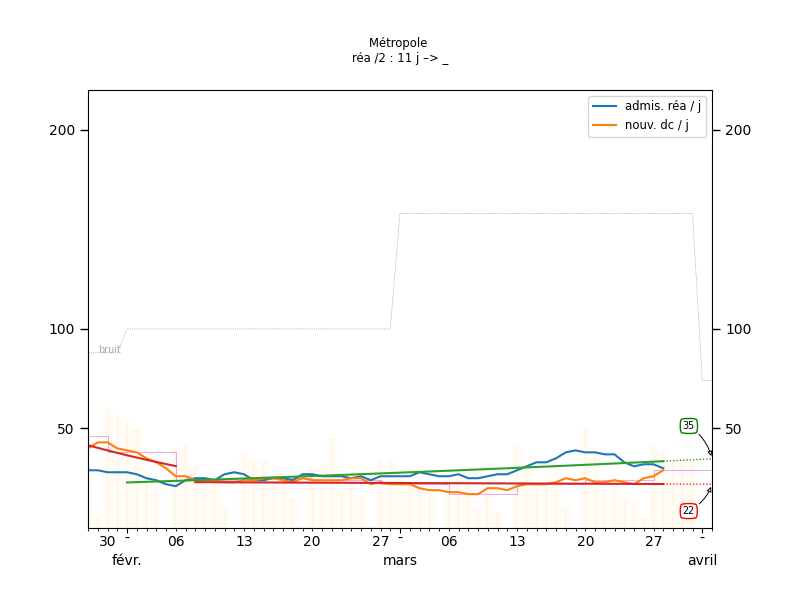 Métropole
réa /2 : 11 j –> _
admis. réa / j
nouv. dc / j
200
200
100
100
bruit
50
50
35
22
30
-
06
13
20
27
-
06
13
20
27
-
févr.
mars
avril